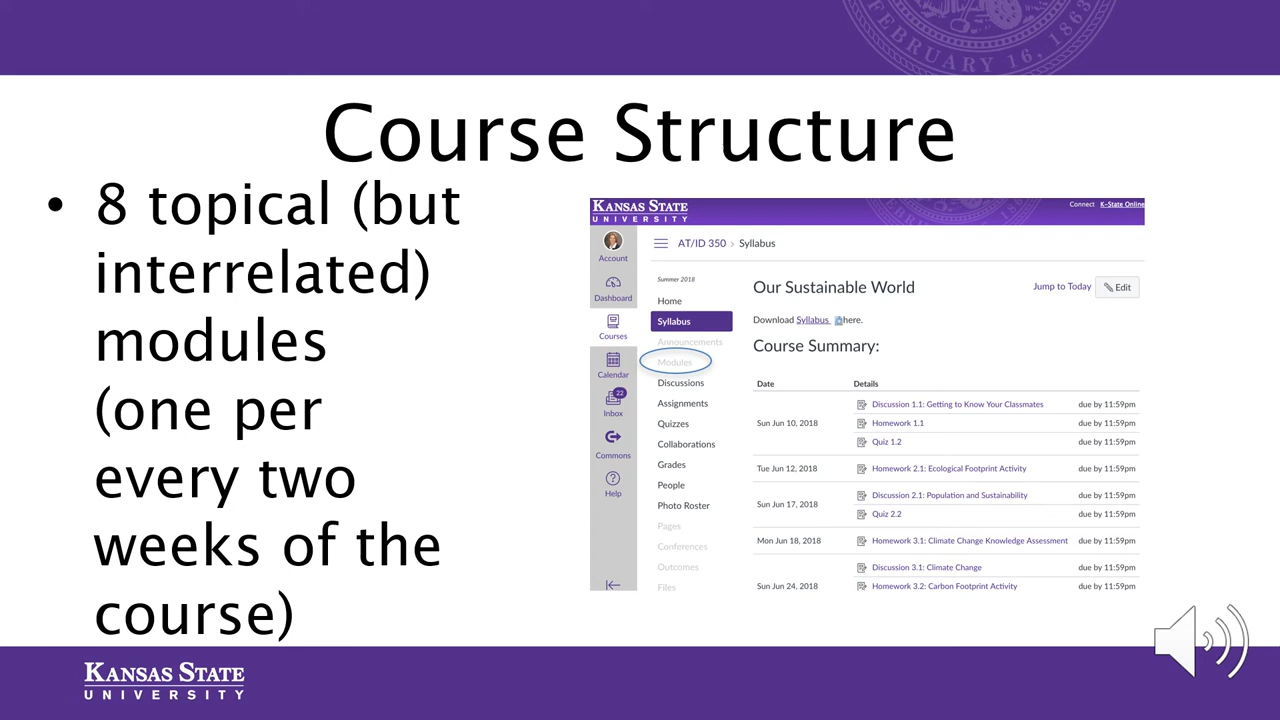 FEBRUARY 16, 1863
Course Structure
• 8 topical (but
interrelated)
modules
(one per
every two
weeks of the
course)
KANSAS STATE
UNIVERSITY
Connect K-State Online
Account
Dashboard
Courses
Calendar
22
Inbox
Commons
Help
AT/ID 350 › Syllabus
Summer 2018
Home
Syllabus
Announcements
Modules
Discussions
Assignments
Quizzes
Collaborations
Grades
People
Photo Roster
Pages
Conferences
Outcomes
Files
Our Sustainable World
Jump to Today
Edit
Download Syllabus here.
Course Summary:
Date Details
Sun Jun 10, 2018
Discussion 1.1: Getting to Know Your Classmates due by 11:59pm
Homework 1.1 due by 11:59pm
Quiz 1.2 due by 11:59pm
Tue Jun 12, 2018 Homework 2.1: Ecological Footprint Activity due by 11:59pm
Sun Jun 17, 2018
Discussion 2.1: Population and Sustainability due by 11:59pm
Quiz 2.2 due by 11:59pm
Mon Jun 18, 2018 Homework 3.1: Climate Change Knowledge Assessment due by 11:59pm
Discussion 3.1: Climate Change due by 11:59pm
Sun Jun 24, 2018 Homework 3.2: Carbon Footprint Activity due by 11:59pm
KANSAS STATE
UNIVERSITY